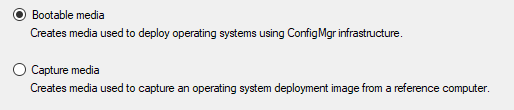 Bootable media
Creates media used to deploy operating systems using ConfigMgr infrastructure.
Capture media
Creates media used to capture an operating system deployment image from a reference computer.